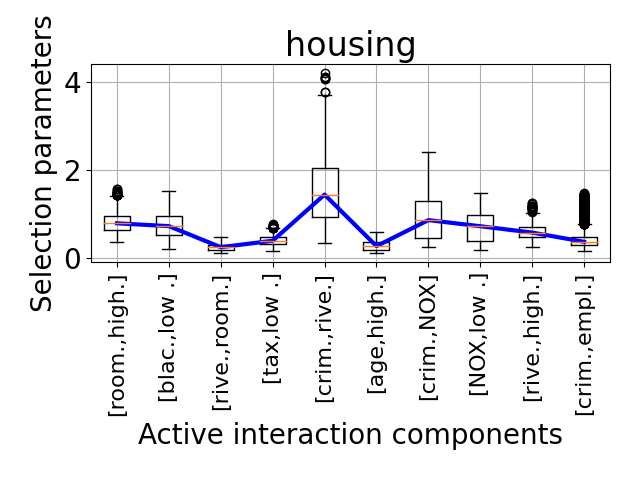 housing
Selection parameters
4
2
0
[room.,high.]
[blac.,low .]
[rive.,room.]
[tax,low .]
[crim.,rive.]
[age,high.]
[crim.,NOX]
[NOX,low .]
[rive.,high.]
[crim.,empl.]
Active interaction components